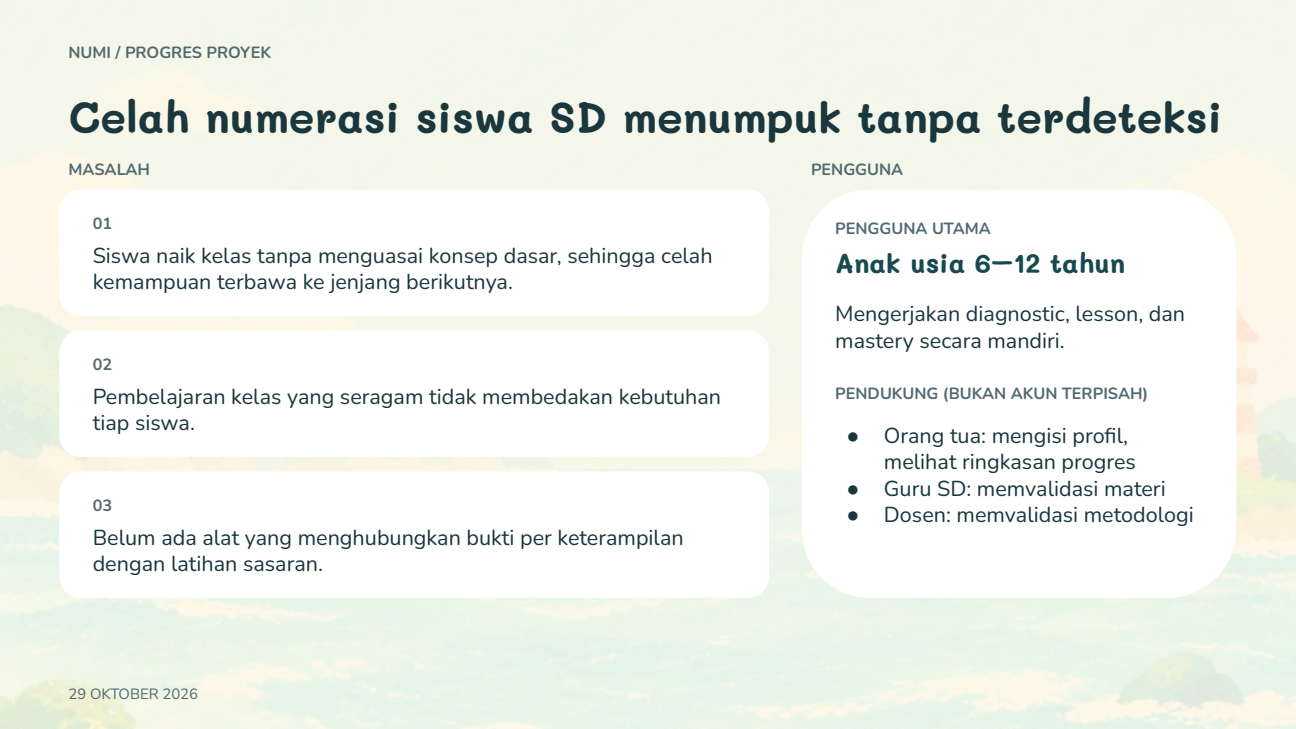 NUMI / PROGRES PROYEK
Celah numerasi siswa SD menumpuk tanpa terdeteksi
MASALAH
01
Siswa naik kelas tanpa menguasai konsep dasar, sehingga celah
kemampuan terbawa ke jenjang berikutnya.
02
Pembelajaran kelas yang seragam tidak membedakan kebutuhan
tiap siswa.
03
Belum ada alat yang menghubungkan bukti per keterampilan
dengan latihan sasaran.
PENGGUNA
PENGGUNA UTAMA
Anak usia 6—12 tahun
Mengerjakan diagnostic, lesson, dan
mastery secara mandiri.
PENDUKUNG (BUKAN AKUN TERPISAH)
● Orang tua: mengisi profil,
melihat ringkasan progres
● Guru SD: memvalidasi materi
● Dosen: memvalidasi metodologi
29 OKTOBER 2026